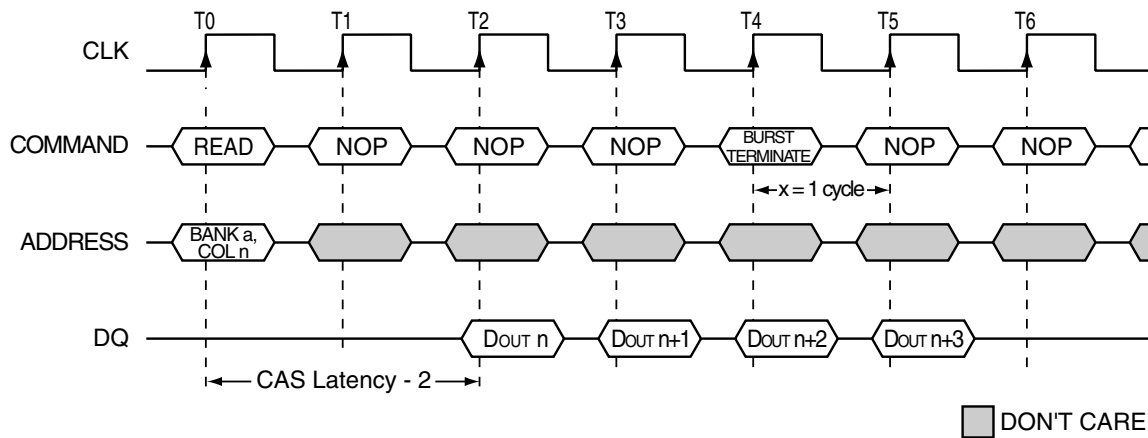 T0 T1 T2 T3 T4 T5 T6
CLK
COMMAND READ NOP NOP NOP BURST TERMINATE NOP NOP
x = 1 cycle
ADDRESS BANK a, COL n
DQ DOUT n DOUT n+1 DOUT n+2 DOUT n+3
CAS Latency - 2
DON'T CARE